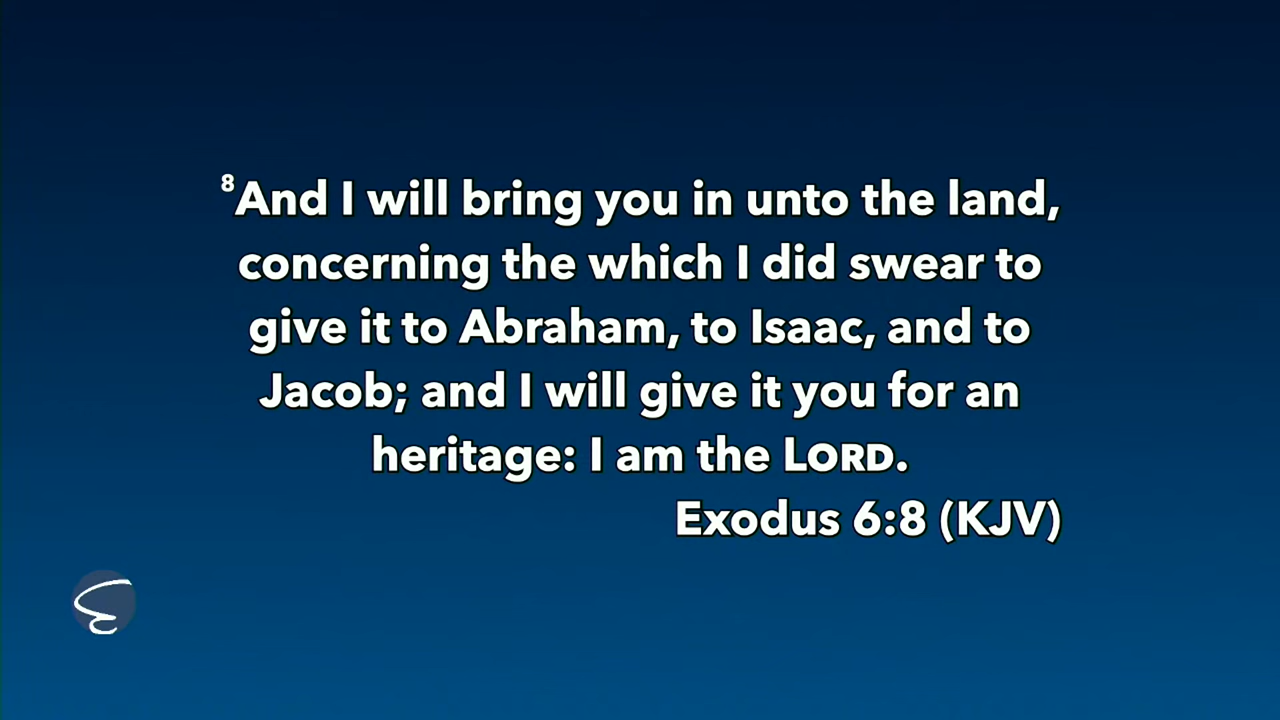 ⁸And I will bring you in unto the land,
concerning the which I did swear to
give it to Abraham, to Isaac, and to
Jacob; and I will give it you for an
heritage: I am the LORD.
Exodus 6:8 (KJV)